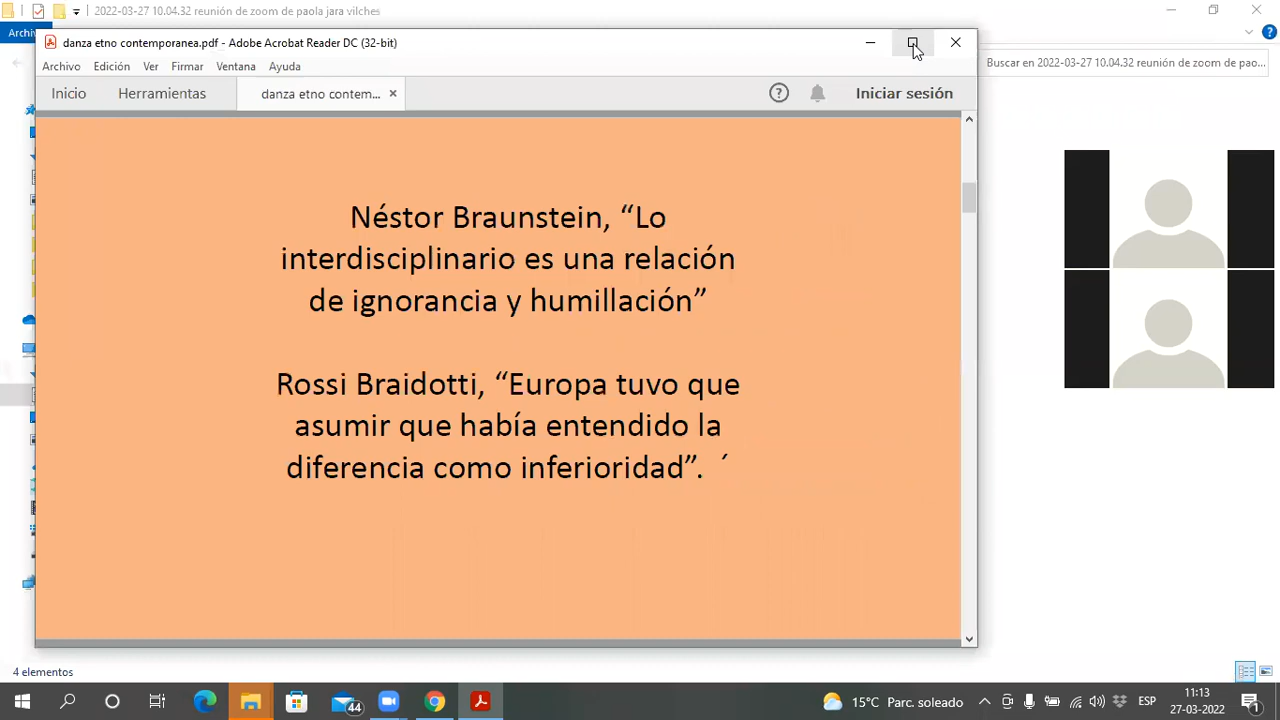 2022-03-27 10.04.32 reunión de zoom de paola jara vilches
Archiv
danza etno contemporanea.pdf - Adobe Acrobat Reader DC (32-bit)
Buscar en 2022-03-27 10.04.32 reunión de zoom de pao...
Archivo Edición Ver Firmar Ventana Ayuda
Inicio Herramientas danza etno contem... Iniciar sesión
Néstor Braunstein, “Lo
interdisciplinario es una relación
de ignorancia y humillación”
Rossi Braidotti, “Europa tuvo que
asumir que había entendido la
diferencia como inferioridad”. ´
4 elementos
44
15°C Parc. soleado
ESP
11:13
27-03-2022
1